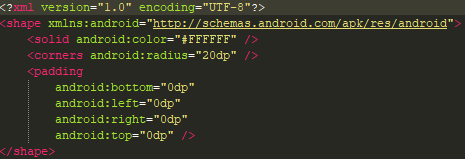 <?xml version="1.0" encoding="UTF-8"?>
<shape xmlns:android="http://schemas.android.com/apk/res/android">
    <solid android:color="#FFFFFF" />
    <corners android:radius="20dp" />
    <padding
        android:bottom="0dp"
        android:left="0dp"
        android:right="0dp"
        android:top="0dp" />
</shape>